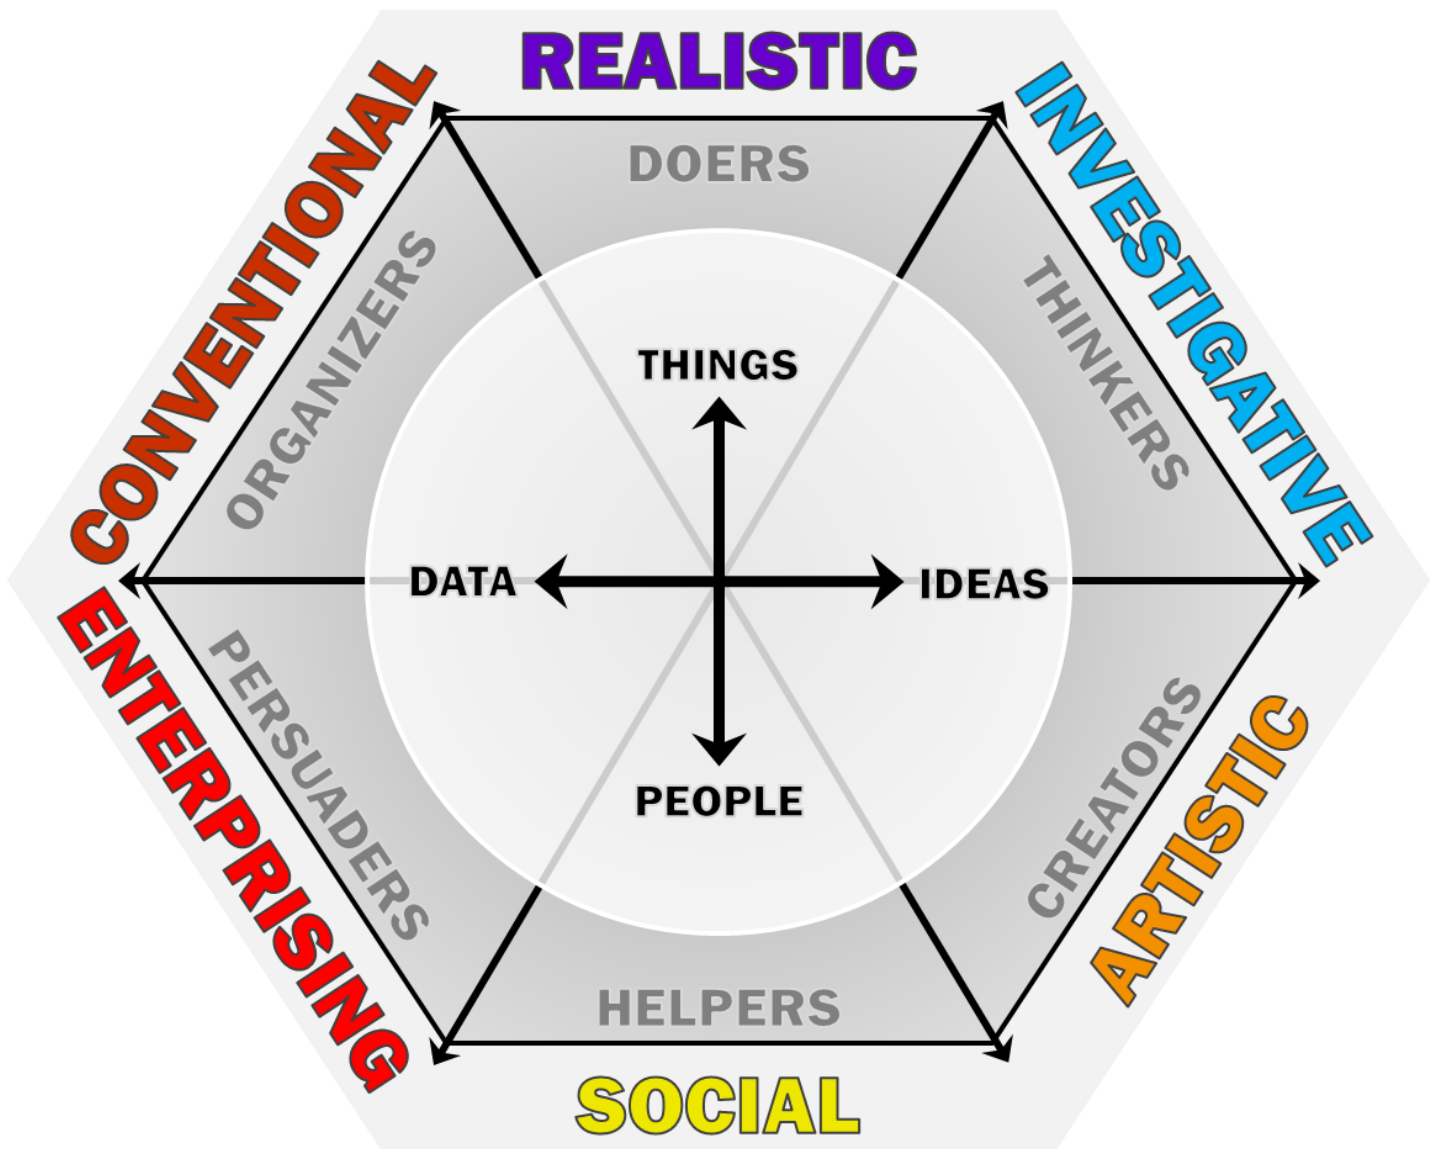 REALISTIC
DOERS
CONVENTIONAL
ORGANIZERS
INVESTIGATIVE
THINKERS
THINGS
DATA
IDEAS
PEOPLE
ENTERPRISING
PERSUADERS
ARTISTIC
CREATORS
HELPERS
SOCIAL